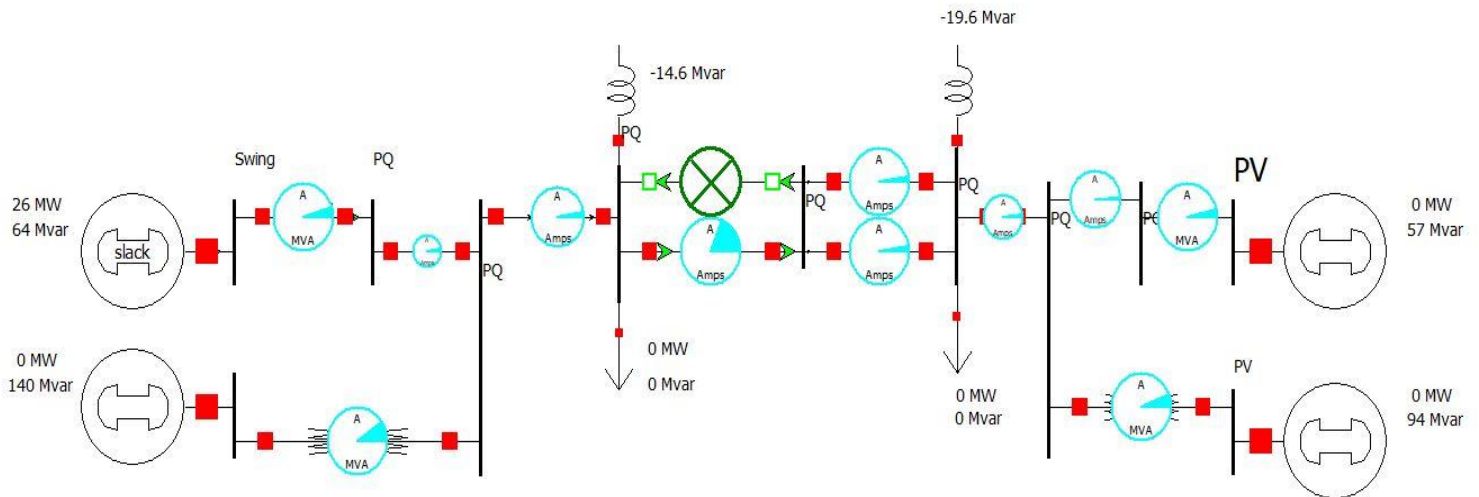 -19.6 Mvar
-14.6 Mvar
PQ
Swing
PQ
A
A
A
A
PV
26 MW
64 Mvar
slack
A
MVA
A
Amps
PQ
A
Amps
Amps
PQ
PQ
A
Amps
A
Amps
PQ
A
Amps
PQ
A
MVA
0 MW
57 Mvar
0 MW
140 Mvar
A
MVA
0 MW
0 Mvar
0 MW
0 Mvar
A
MVA
PV
0 MW
94 Mvar